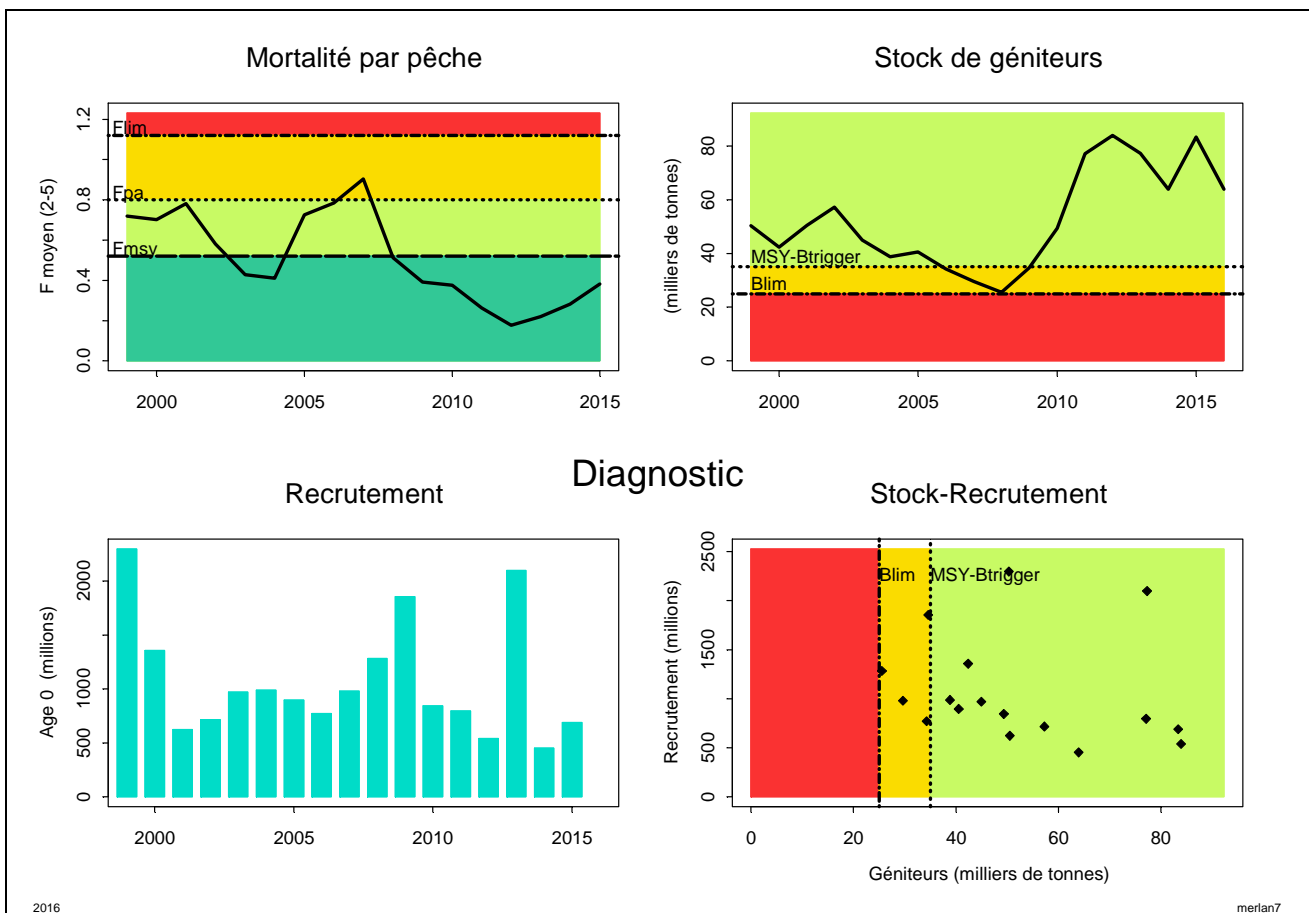 Mortalité par pêche
F moyen (2-5)
0.0 0.4 0.8 1.2
Flim
Fpa
Fmsy
2000 2005 2010 2015
Stock de géniteurs
(milliers de tonnes)
0 20 40 60 80
MSY-Btrigger
Blim
2000 2005 2010 2015
Diagnostic
Recrutement
Age 0 (millions)
0 500 1000 2000
2000 2005 2010 2015
Stock-Recrutement
Recrutement (millions)
0 500 1500 2500
Blim MSY-Btrigger
0 20 40 60 80
Géniteurs (milliers de tonnes)
2016
merlan7